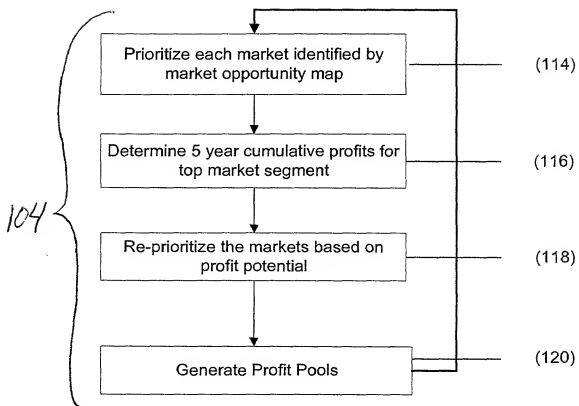 Prioritize each market identified by
market opportunity map
(114)
Determine 5 year cumulative profits for
top market segment
(116)
104
Re-prioritize the markets based on
profit potential
(118)
Generate Profit Pools
(120)